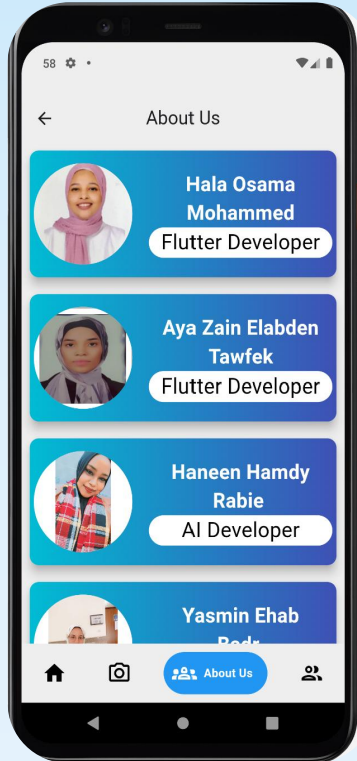 58
About Us
Hala Osama
Mohammed
Flutter Developer
Aya Zain Elabden
Tawfek
Flutter Developer
Haneen Hamdy
Rabie
AI Developer
Yasmin Ehab
About Us